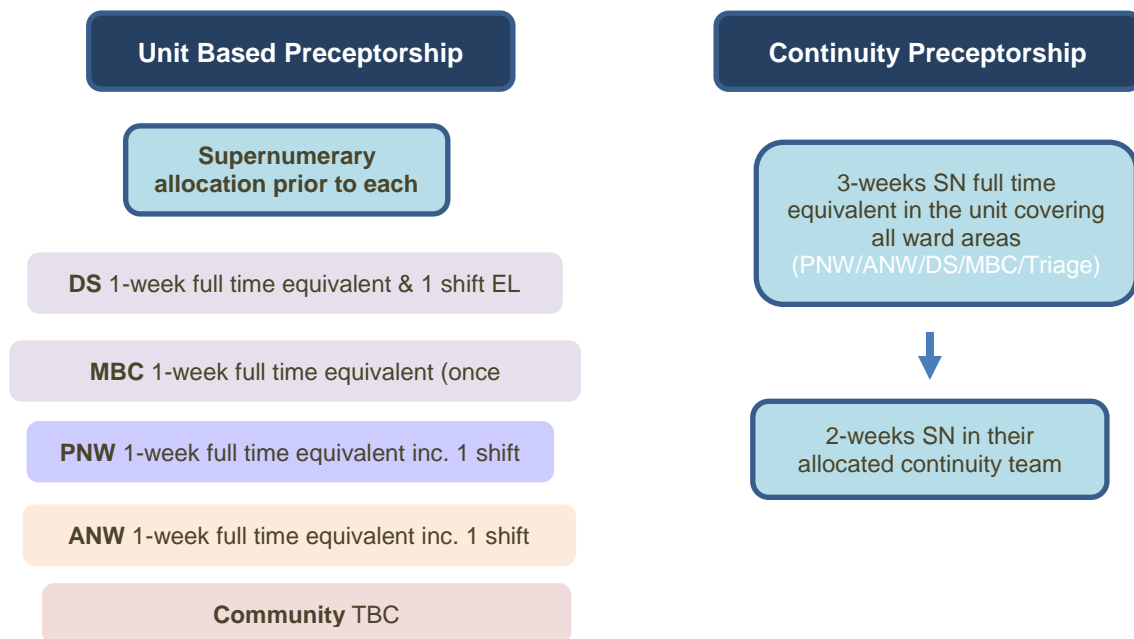 Unit Based Preceptorship
Supernumerary
allocation prior to each
DS 1-week full time equivalent & 1 shift EL
MBC 1-week full time equivalent (once
PNW 1-week full time equivalent inc. 1 shift
ANW 1-week full time equivalent inc. 1 shift
Community TBC
Continuity Preceptorship
3-weeks SN full time
equivalent in the unit covering
all ward areas
(PNW/ANW/DS/MBC/Triage)
2-weeks SN in their
allocated continuity team